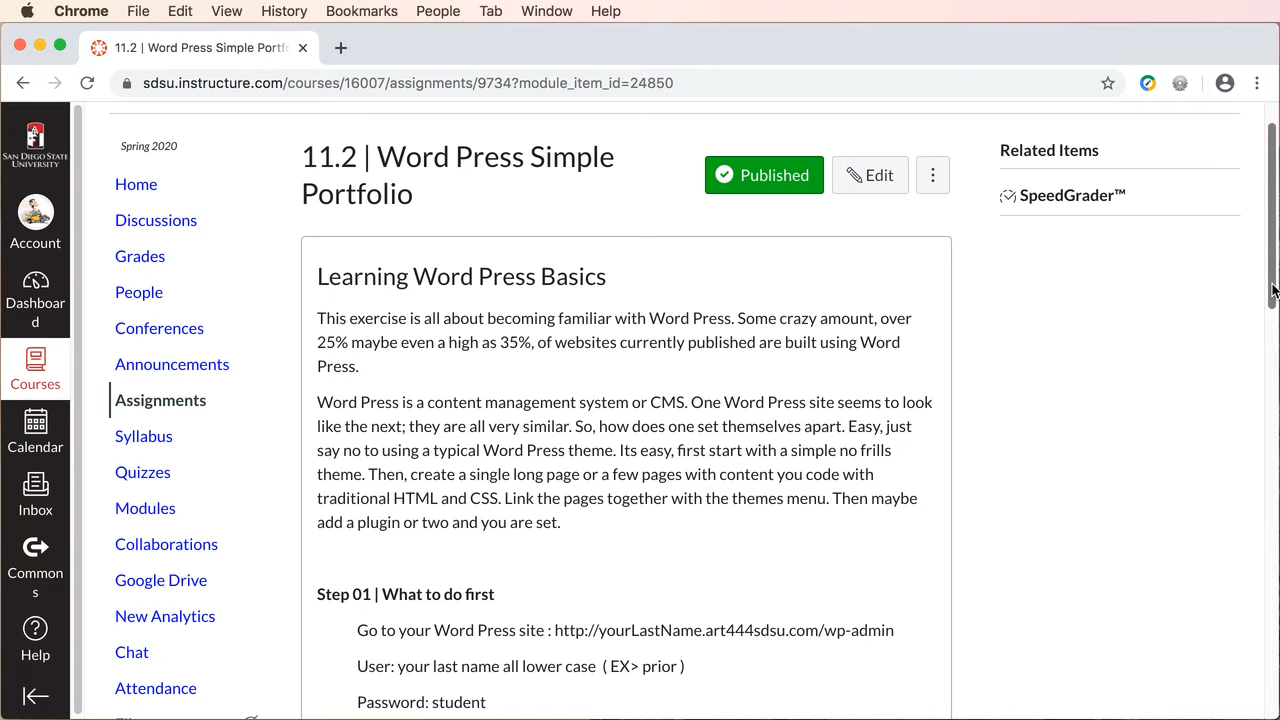 Chrome File Edit View History Bookmarks People Tab Window Help
11.2 | Word Press Simple Portf
sdsu.instructure.com/courses/16007/assignments/9734?module_item_id=24850
SAN DIEGO STATE
UNIVERSITY
Account
Dashboar
d
Courses
Calendar
Inbox
Common
s
Help
Spring 2020
Home
Discussions
Grades
People
Conferences
Announcements
Assignments
Syllabus
Quizzes
Modules
Collaborations
Google Drive
New Analytics
Chat
Attendance
11.2 | Word Press Simple
Portfolio
Published
Edit
Related Items
SpeedGrader™
Learning Word Press Basics
This exercise is all about becoming familiar with Word Press. Some crazy amount, over
25% maybe even a high as 35%, of websites currently published are built using Word
Press.
Word Press is a content management system or CMS. One Word Press site seems to look
like the next; they are all very similar. So, how does one set themselves apart. Easy, just
say no to using a typical Word Press theme. Its easy, first start with a simple no frills
theme. Then, create a single long page or a few pages with content you code with
traditional HTML and CSS. Link the pages together with the themes menu. Then maybe
add a plugin or two and you are set.
Step 01 | What to do first
Go to your Word Press site : http://yourLastName.art444sdsu.com/wp-admin
User: your last name all lower case ( EX> prior )
Password: student